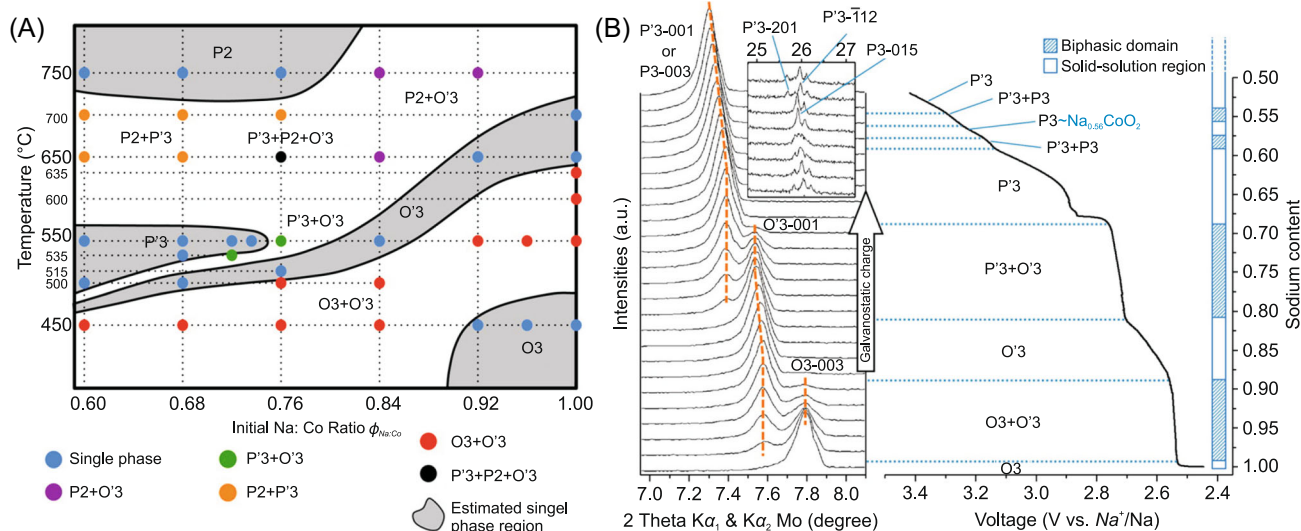 (A)
P2
750
P2+O'3
700
P2+P'3
P'3+P2+O'3
650
635
600
Temperature (°C)
O'3
P'3+O'3
550
P'3
535
515
500
O3+O'3
450
O3
0.60 0.68 0.76 0.84 0.92 1.00
Initial Na: Co Ratio ϕNa:Co
Single phase
P'3+O'3
O3+O'3
P2+O'3
P2+P'3
P'3+P2+O'3
Estimated singel
phase region
(B)
P'3-001
or
P3-003
P'3-201
P'3-1̄12
P3-015
25 26 27
O'3-001
O3-003
Galvanostatic charge
Intensities (a.u.)
7.0 7.4 7.6 7.8 8.0
2 Theta Kα1 & Kα2 Mo (degree)
Biphasic domain
Solid-solution region
P'3
P'3+P3
P3~Na0.56CoO2
P'3+P3
P'3
P'3+O'3
O'3
O3+O'3
O3
3.4 3.2 3.0 2.8 2.6 2.4
Voltage (V vs. Na+/Na)
0.50
0.55
0.60
0.65
0.70
0.75
0.80
0.85
0.90
0.95
1.00
Sodium content